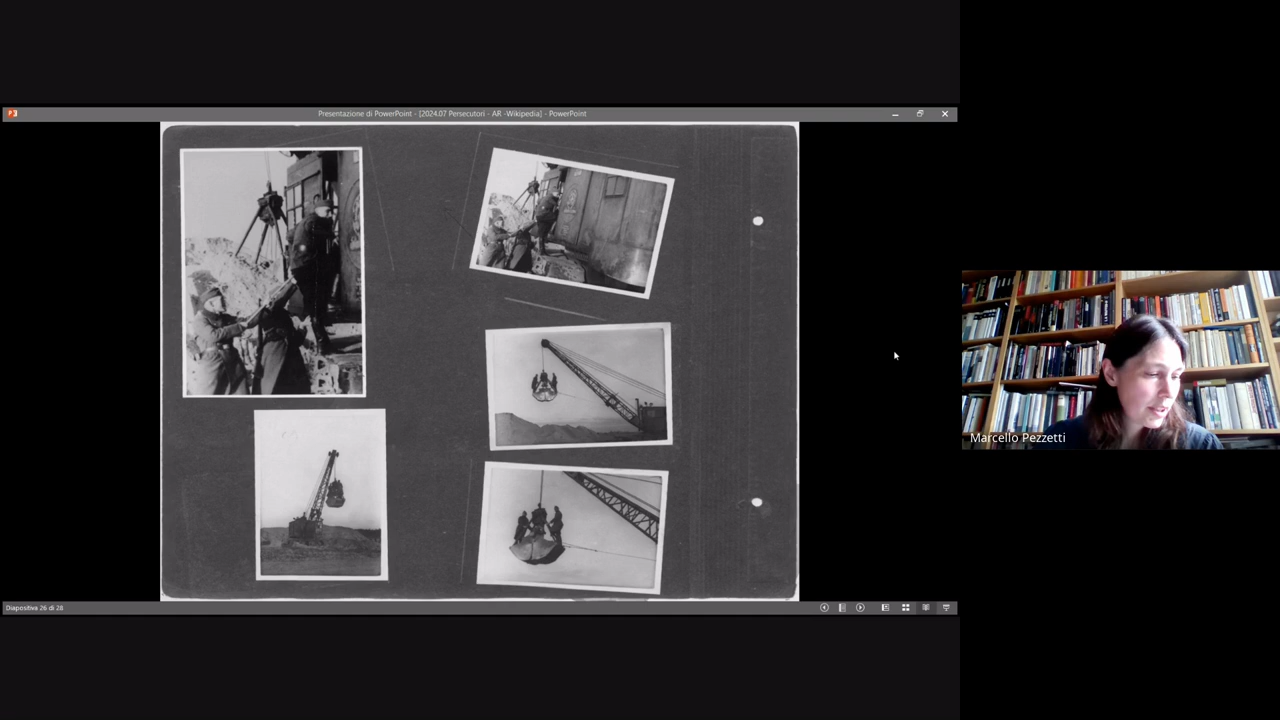 Presentazione di PowerPoint - [2024.07 Persecutori - AR -Wikipedia] - PowerPoint
Marcello Pezzetti
Diapositiva 26 di 28